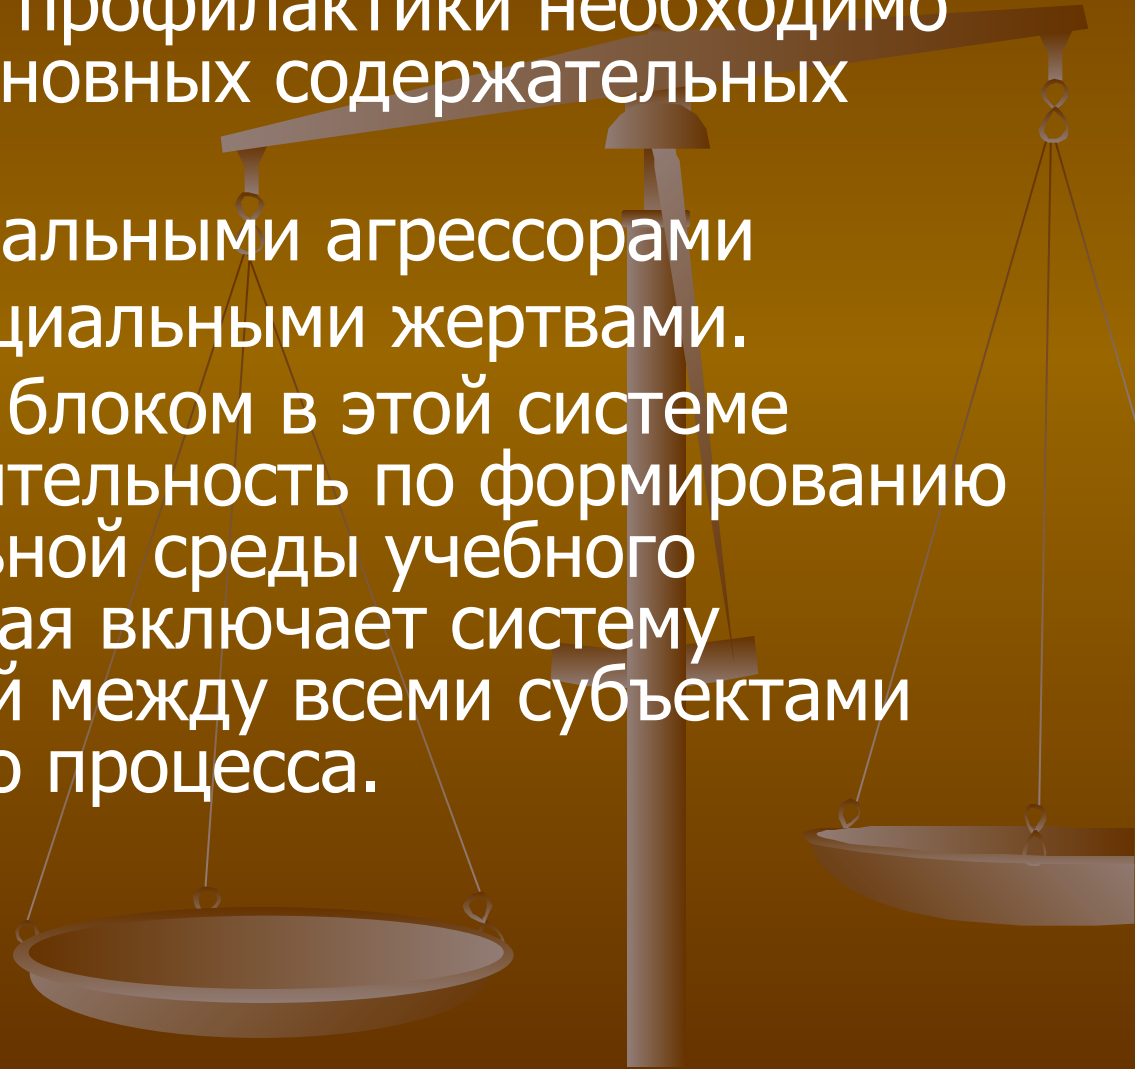 профилактики необходимо
новных содержательных
альными агрессорами
циальными жертвами.
блоком в этой системе
тельность по формированию
ьной среды учебного
ая включает систему
й между всеми субъектами
о процесса.